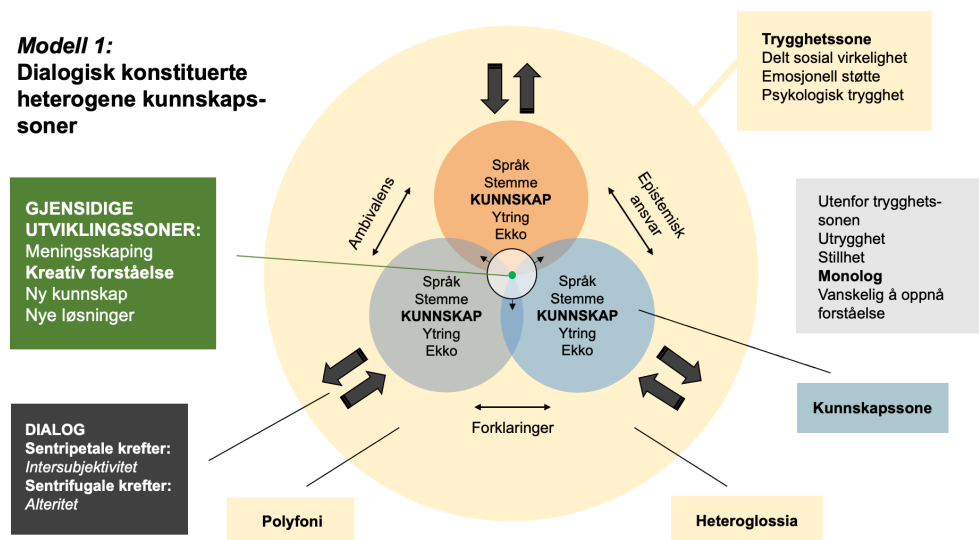 Modell 1:
Dialogisk konstituerte
heterogene kunnskaps-
soner
Trygghetssone
Delt sosial virkelighet
Emosjonell støtte
Psykologisk trygghet
GJENSIDIGE
UTVIKLINGSSONER:
Meningsskaping
Kreativ forståelse
Ny kunnskap
Nye løsninger
Ambivalens
Språk
Stemme
KUNNSKAP
Ytring
Ekko
Epistemisk
ansvar
Utenfor trygghets-
sonen
Utrygghet
Stillhet
Monolog
Vanskelig å oppnå
forståelse
Språk
Stemme
KUNNSKAP
Ytring
Ekko
Språk
Stemme
KUNNSKAP
Ytring
Ekko
Forklaringer
Kunnskapssone
DIALOG
Sentripetale krefter:
Intersubjektivitet
Sentrifugale krefter:
Alteritet
Polyfoni
Heteroglossia